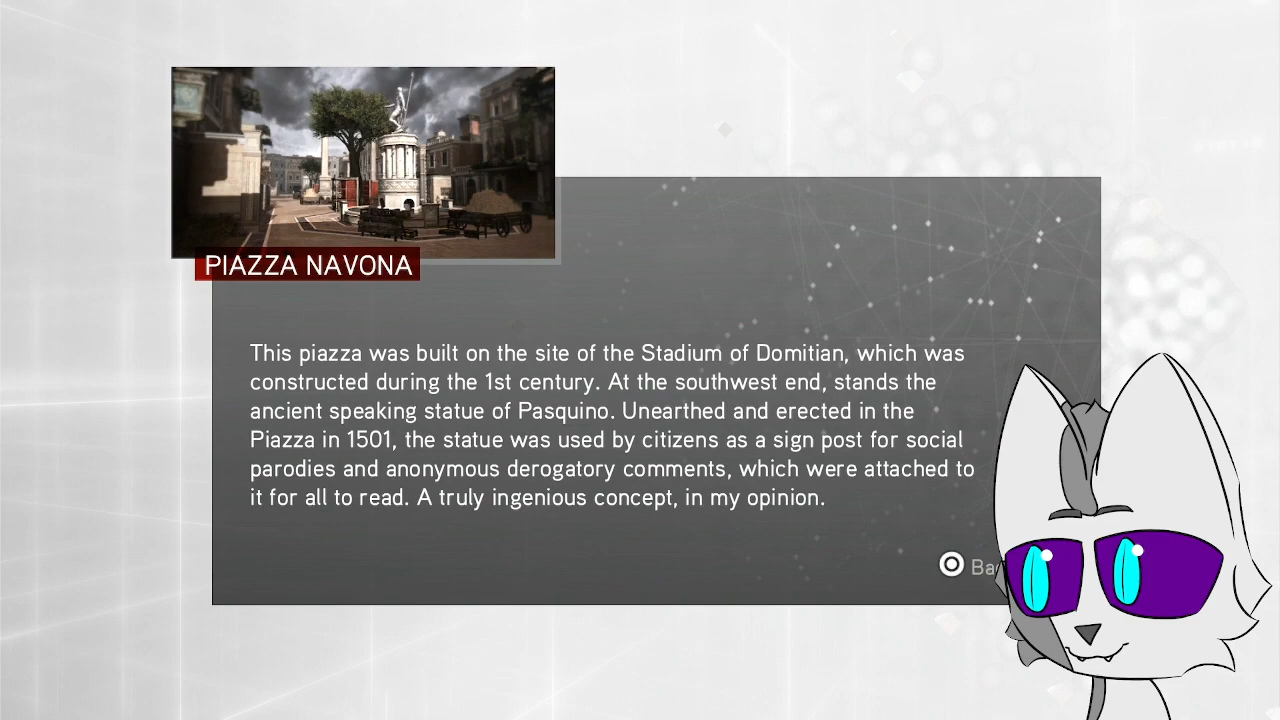 PIAZZA NAVONA
This piazza was built on the site of the Stadium of Domitian, which was
constructed during the 1st century. At the southwest end, stands the
ancient speaking statue of Pasquino. Unearthed and erected in the
Piazza in 1501, the statue was used by citizens as a sign post for social
parodies and anonymous derogatory comments, which were attached to
it for all to read. A truly ingenious concept, in my opinion.